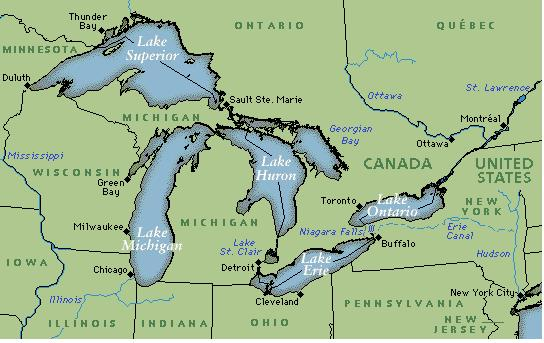 Thunder
Bay
ONTARIO
QUÉBEC
MINNESOTA
Lake
Superior
Duluth
Sault Ste. Marie
Ottawa
St. Lawrence
MICHIGAN
Georgian
Bay
Montréal
Ottawa
Mississippi
WISCONSIN
Green
Bay
Lake
Huron
CANADA
UNITED
STATES
Toronto
Lake
Ontario
NEW
YORK
MICHIGAN
Milwaukee
Lake
Michigan
Niagara Falls
Erie
Canal
Buffalo
Lake
St. Clair
Hudson
IOWA
Chicago
Detroit
Lake
Erie
Illinois
Cleveland
New York City
PENNSYLVANIA
ILLINOIS
INDIANA
OHIO
NEW
JERSEY